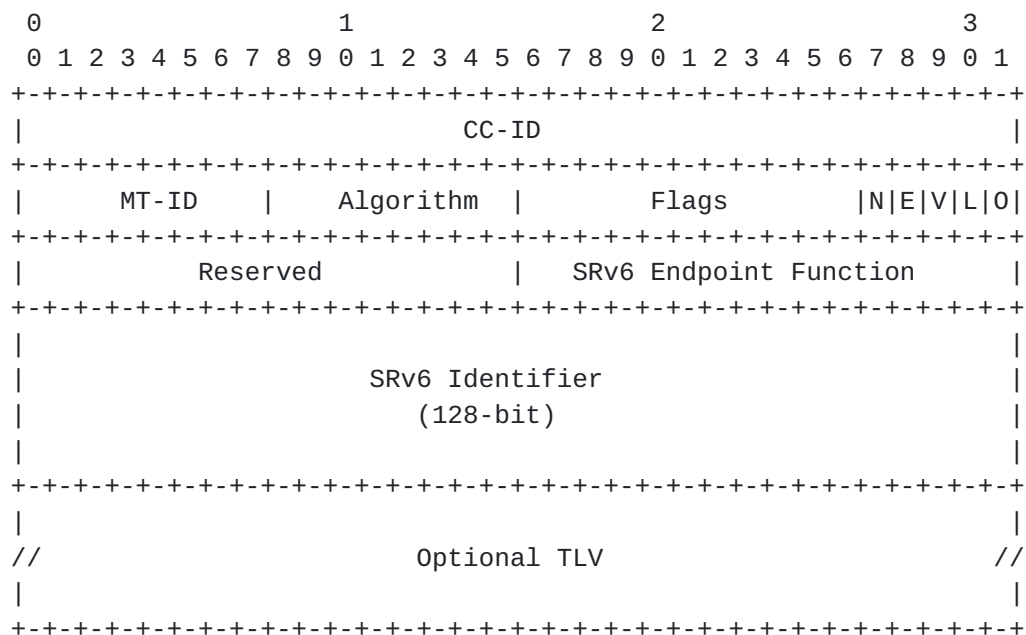 0                   1                   2                   3
 0 1 2 3 4 5 6 7 8 9 0 1 2 3 4 5 6 7 8 9 0 1 2 3 4 5 6 7 8 9 0 1
+-+-+-+-+-+-+-+-+-+-+-+-+-+-+-+-+-+-+-+-+-+-+-+-+-+-+-+-+-+-+-+-+
|                            CC-ID                              |
+-+-+-+-+-+-+-+-+-+-+-+-+-+-+-+-+-+-+-+-+-+-+-+-+-+-+-+-+-+-+-+-+
|      MT-ID    |    Algorithm  |        Flags        |N|E|V|L|O|
+-+-+-+-+-+-+-+-+-+-+-+-+-+-+-+-+-+-+-+-+-+-+-+-+-+-+-+-+-+-+-+-+
|           Reserved            |   SRv6 Endpoint Function      |
+-+-+-+-+-+-+-+-+-+-+-+-+-+-+-+-+-+-+-+-+-+-+-+-+-+-+-+-+-+-+-+-+
|                                                               |
|                      SRv6 Identifier                          |
|                         (128-bit)                             |
|                                                               |
+-+-+-+-+-+-+-+-+-+-+-+-+-+-+-+-+-+-+-+-+-+-+-+-+-+-+-+-+-+-+-+-+
|                                                               |
//                        Optional TLV                         //
|                                                               |
+-+-+-+-+-+-+-+-+-+-+-+-+-+-+-+-+-+-+-+-+-+-+-+-+-+-+-+-+-+-+-+-+